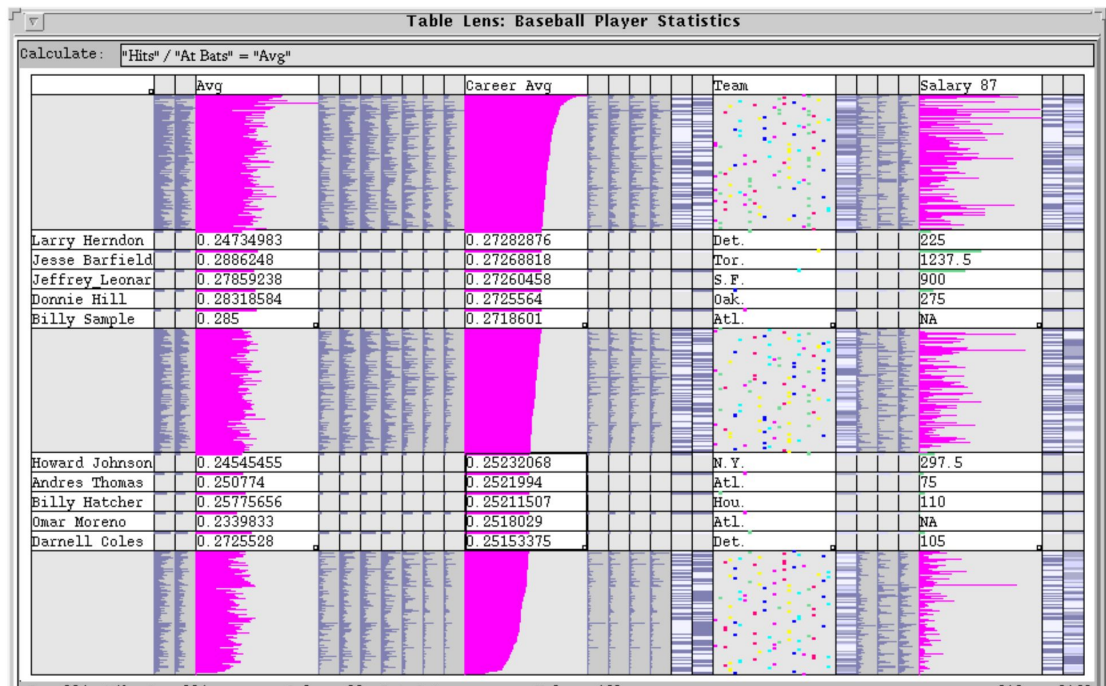 Table Lens: Baseball Player Statistics
Calculate: "Hits" / "At Bats" = "Avg"
Avg Career Avg Team Salary 87
Larry Herndon 0.24734983 0.27282876 Det. 225
Jesse Barfield 0.2886248 0.27268818 Tor. 1237.5
Jeffrey_Leonar 0.27859238 0.27260458 S.F. 900
Donnie Hill 0.28318584 0.2725564 Oak. 275
Billy Sample 0.285 0.2718601 Atl. NA
Howard Johnson 0.24545455 0.25232068 N.Y. 297.5
Andres Thomas 0.250774 0.2521994 Atl. 75
Billy Hatcher 0.25775656 0.25211507 Hou. 110
Omar Moreno 0.2339833 0.2518029 Atl. NA
Darnell Coles 0.2725528 0.25153375 Det. 105